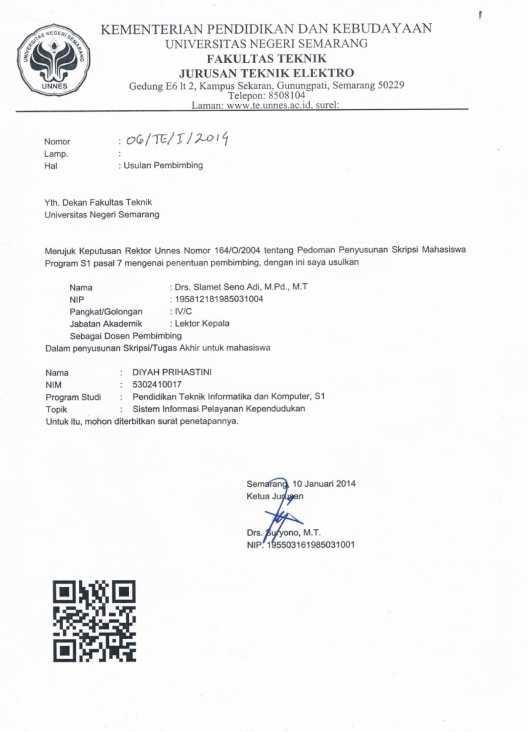 KEMENTERIAN PENDIDIKAN DAN KEBUDAYAAN
UNIVERSITAS NEGERI SEMARANG
FAKULTAS TEKNIK
JURUSAN TEKNIK ELEKTRO
Gedung E6 lt 2, Kampus Sekaran, Gunungpati, Semarang 50229
Telepon: 8508104
Laman: www.te.unnes.ac.id, surel:
UNIVERSITAS NEGERI SEMARANG
UNNES
Nomor : 06/TE/I/2014
Lamp. :
Hal : Usulan Pembimbing
Yth. Dekan Fakultas Teknik
Universitas Negeri Semarang
Merujuk Keputusan Rektor Unnes Nomor 164/O/2004 tentang Pedoman Penyusunan Skripsi Mahasiswa
Program S1 pasal 7 mengenai penentuan pembimbing, dengan ini saya usulkan
Nama : Drs. Slamet Seno Adi, M.Pd., M.T
NIP : 195812181985031004
Pangkat/Golongan : IV/C
Jabatan Akademik : Lektor Kepala
Sebagai Dosen Pembimbing
Dalam penyusunan Skripsi/Tugas Akhir untuk mahasiswa
Nama : DIYAH PRIHASTINI
NIM : 5302410017
Program Studi : Pendidikan Teknik Informatika dan Komputer, S1
Topik : Sistem Informasi Pelayanan Kependudukan
Untuk itu, mohon diterbitkan surat penetapannya.
Semarang, 10 Januari 2014
Ketua Jurusan
Drs. Suryono, M.T.
NIP. 195503161985031001